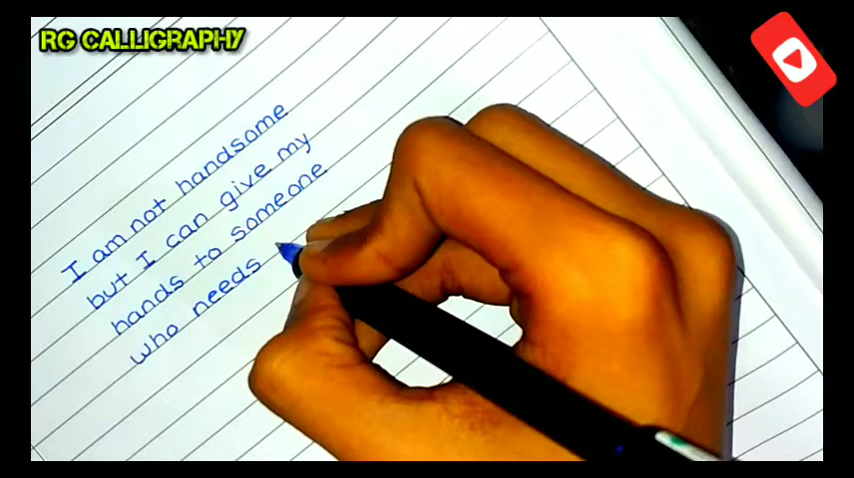 RG CALLIGRAPHY
I am not handsome
but I can give my
hands to someone
who needs